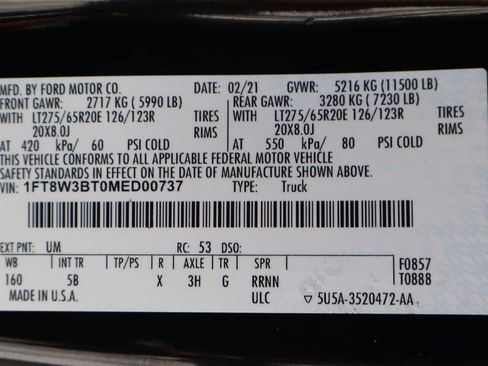 MFD. BY FORD MOTOR CO. DATE: 02/21 GVWR: 5216 KG (11500 LB)
FRONT GAWR: 2717 KG (5990 LB) REAR GAWR: 3280 KG (7230 LB)
WITH LT275/65R20E 126/123R TIRES WITH LT275/65R20E 126/123R TIRES
20X8.0J RIMS 20X8.0J RIMS
AT 420 kPa/ 60 PSI COLD AT 550 kPa/ 80 PSI COLD
THIS VEHICLE CONFORMS TO ALL APPLICABLE FEDERAL MOTOR VEHICLE
SAFETY STANDARDS IN EFFECT ON THE DATE OF MANUFACTURE SHOWN ABOVE.
VIN: 1FT8W3BT0MED00737 TYPE: Truck
EXT PNT: UM RC: 53 DSO:
WB INT TR TP/PS R AXLE TR SPR F0857
160 5B X 3H G RRNN T0888
MADE IN U.S.A. ULC ▽ 5U5A-3520472-AA